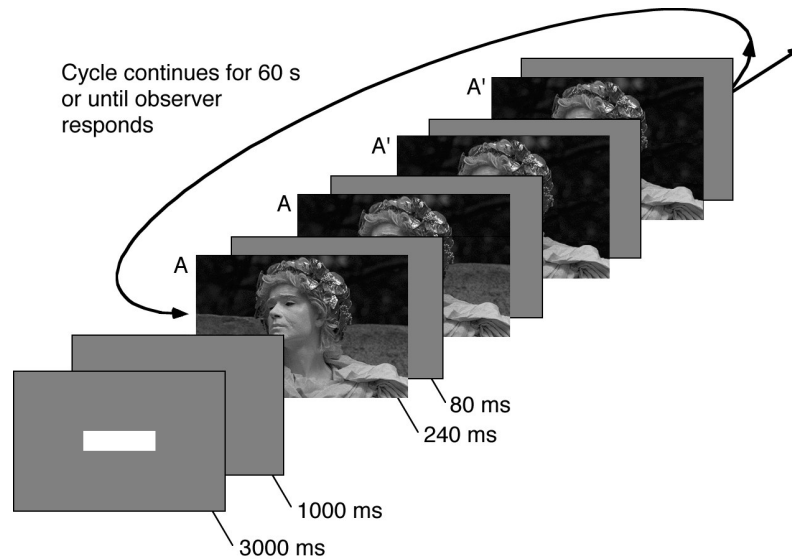 Cycle continues for 60 s
or until observer
responds
A'
A'
A
A
80 ms
240 ms
1000 ms
3000 ms